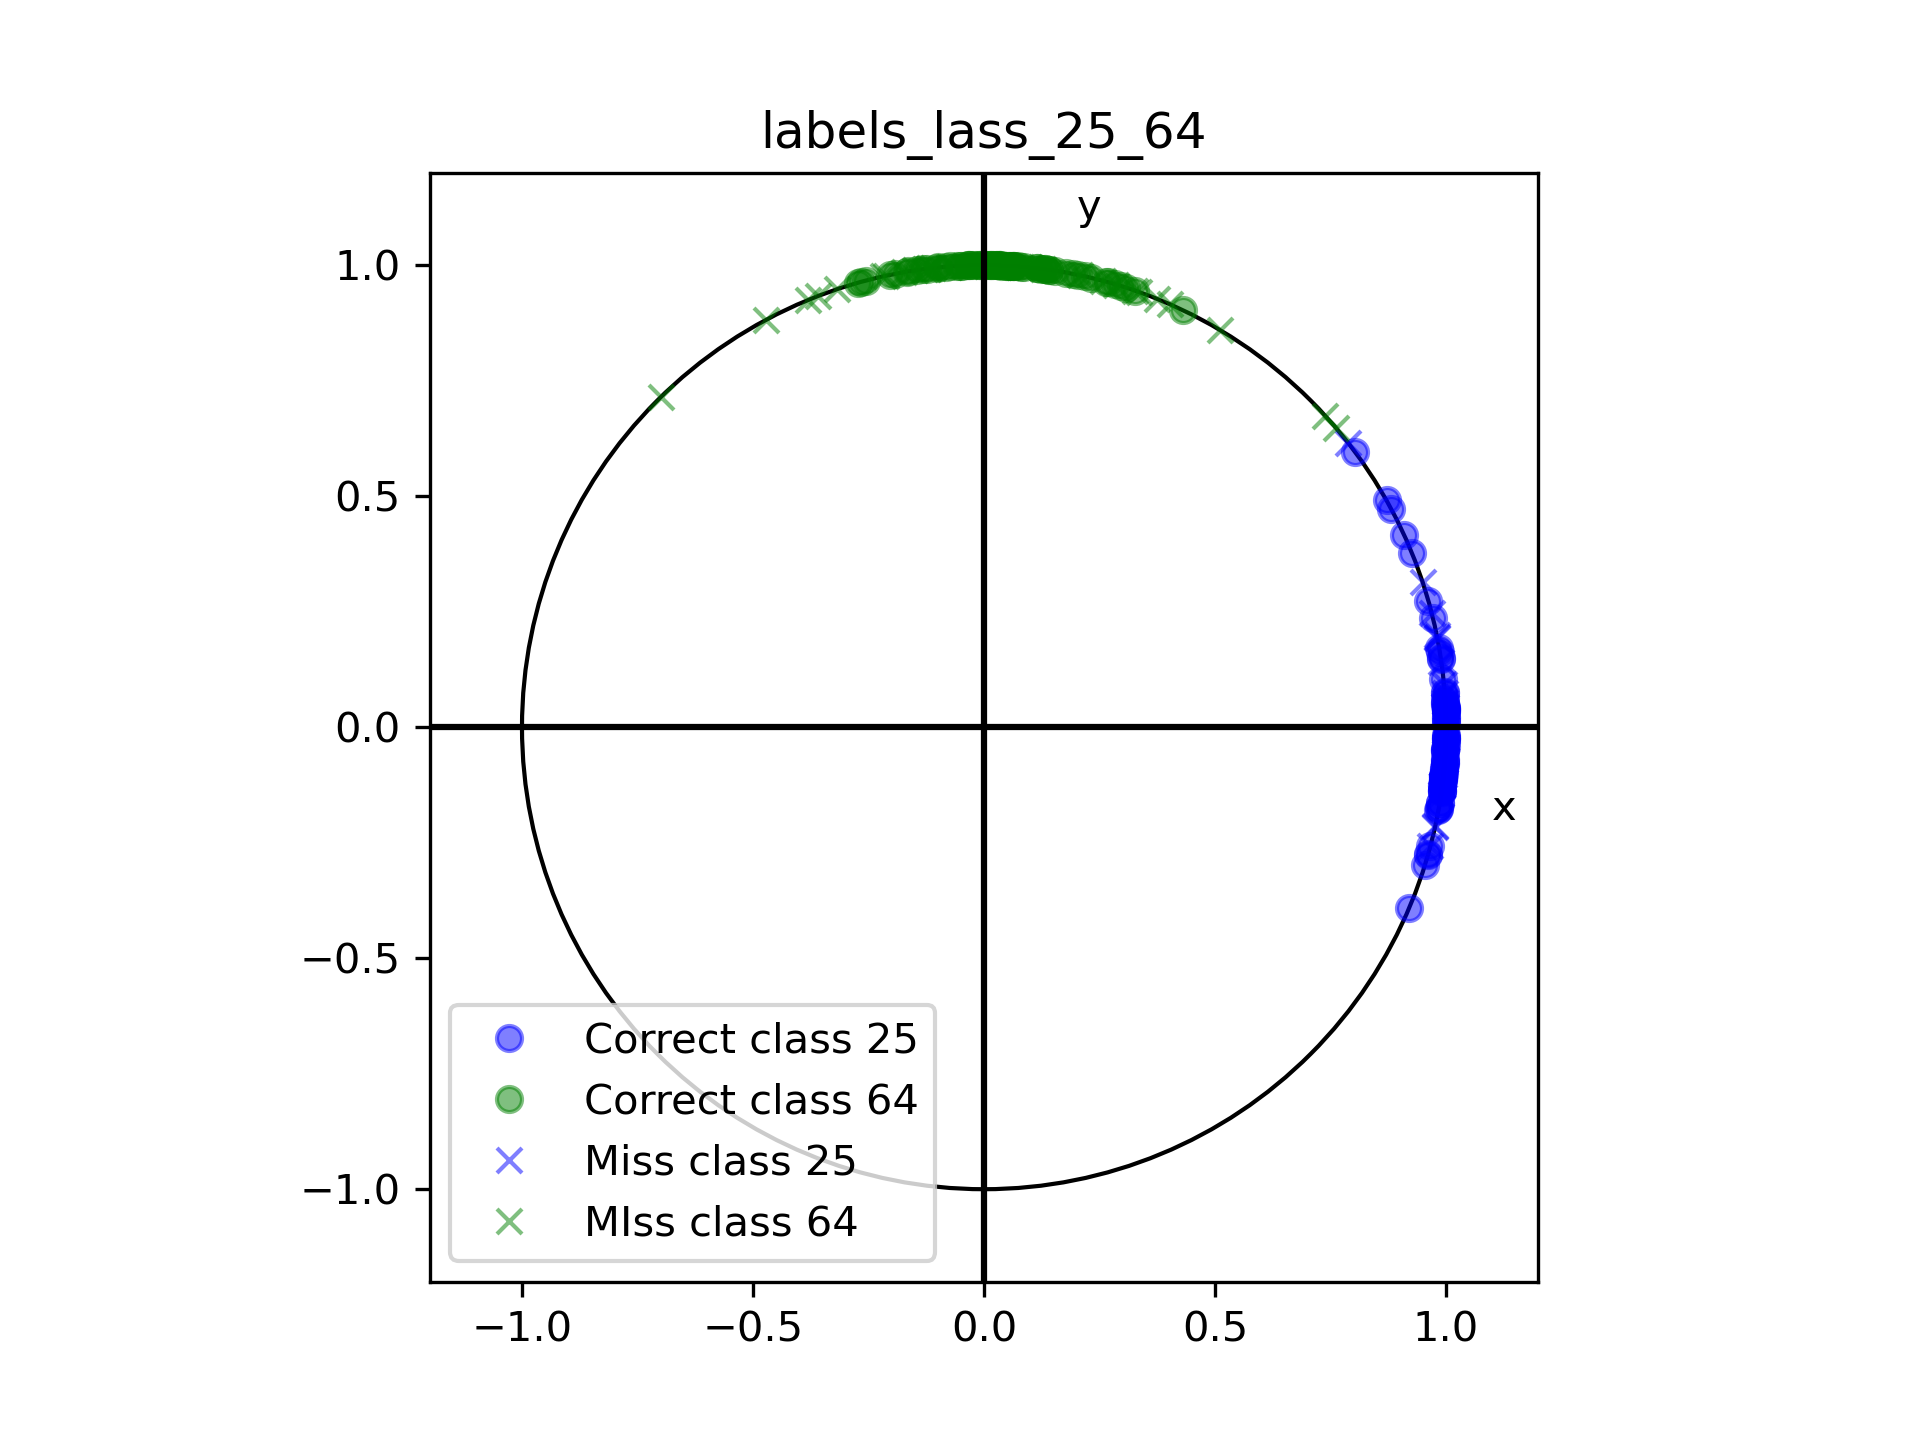 labels_lass_25_64
y
1.0
0.5
0.0
−0.5
−1.0
x
Correct class 25
Correct class 64
Miss class 25
MIss class 64
−1.0 −0.5 0.0 0.5 1.0